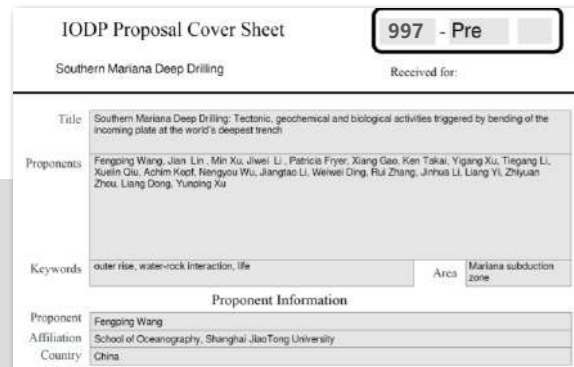 IODP Proposal Cover Sheet
997 - Pre
Southern Mariana Deep Drilling
Received for:
Title
Southern Mariana Deep Drilling: Tectonic, geochemical and biological activities triggered by bending of the
incoming plate at the world's deepest trench
Proponents
Fengping Wang, Jian Lin , Min Xu, Jiwei Li , Patricia Fryer, Xiang Gao, Ken Takai, Yigang Xu, Tiegang Li,
Xuelin Qiu, Achim Kopf, Nengyou Wu, Jiangtao Li, Weiwei Ding, Rui Zhang, Jinhua Li, Liang Yi, Zhiyuan
Zhou, Liang Dong, Yunping Xu
Keywords
outer rise, water-rock interaction, life
Area
Mariana subduction
zone
Proponent Information
Proponent
Fengping Wang
Affiliation
School of Oceanography, Shanghai JiaoTong University
Country
China